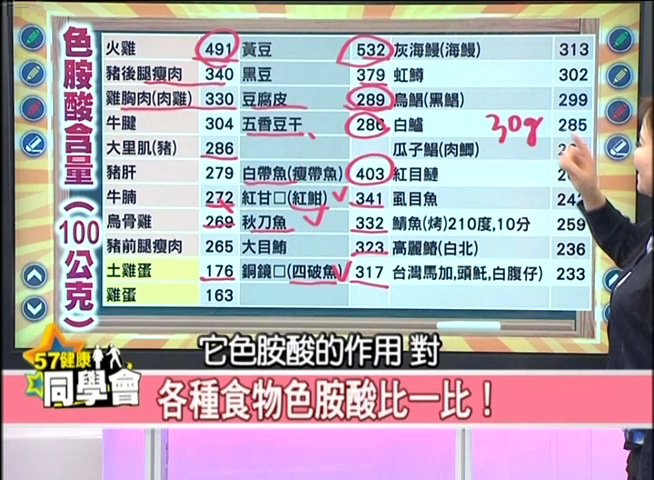 色胺酸含量(100公克)
火雞 491 黃豆 532 灰海鰻(海鰻) 313
豬後腿瘦肉 340 黑豆 379 虹鱒 302
雞胸肉(肉雞) 330 豆腐皮 289 烏鯧(黑鯧) 299
牛腱 304 五香豆干 286 白鱸 30g 285
大里肌(豬) 286 瓜子鯧(肉鯽)
豬肝 279 白帶魚(瘦帶魚) 403 紅目鰱
牛腩 272 紅甘□(紅魽) 341 虱目魚
烏骨雞 269 秋刀魚 332 鯖魚(烤)210度,10分 259
豬前腿瘦肉 265 大目鮪 323 高麗鰆(白北) 236
土雞蛋 176 銅鏡□(四破魚) 317 台灣馬加,頭魠,白腹仔) 233
雞蛋 163
它色胺酸的作用 對
57健康
同學會
各種食物色胺酸比一比!